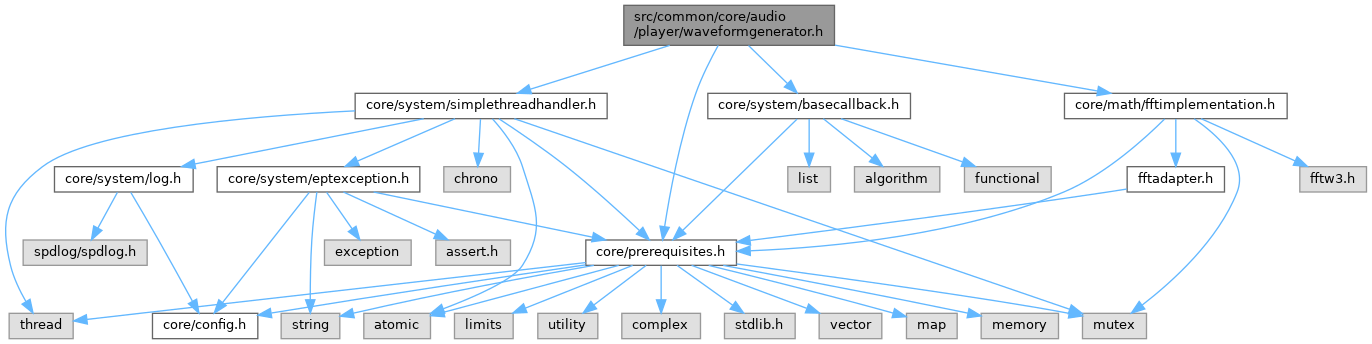 src/common/core/audio
/player/waveformgenerator.h
core/system/simplethreadhandler.h
core/system/basecallback.h
core/math/fftimplementation.h
core/system/log.h
core/system/eptexception.h
chrono
list
algorithm
functional
fftadapter.h
fftw3.h
spdlog/spdlog.h
exception
assert.h
core/prerequisites.h
thread
core/config.h
string
atomic
limits
utility
complex
stdlib.h
vector
map
memory
mutex